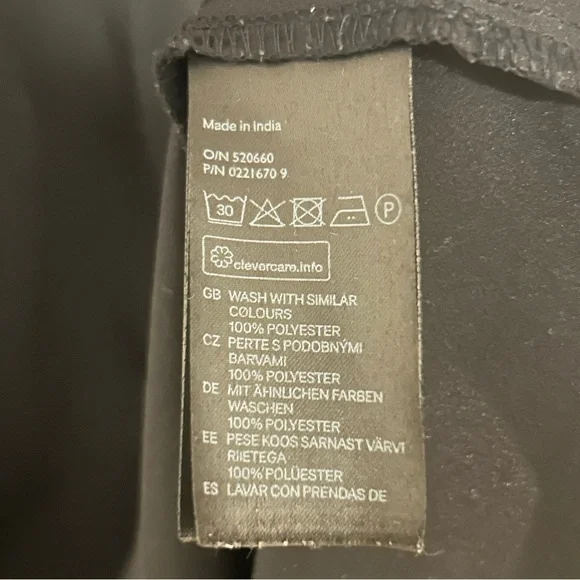 Made in India
O/N 520660
P/N 0221670 9
30 P
clevercare.info
GB WASH WITH SIMILAR
COLOURS
100% POLYESTER
CZ PERTE S PODOBNÝMI
BARVAMI
100% POLYESTER
DE MIT ÄHNLICHEN FARBEN
WASCHEN
100% POLYESTER
EE PESE KOOS SARNAST VÄRVI
RIIETEGA
100% POLÜESTER
ES LAVAR CON PRENDAS DE